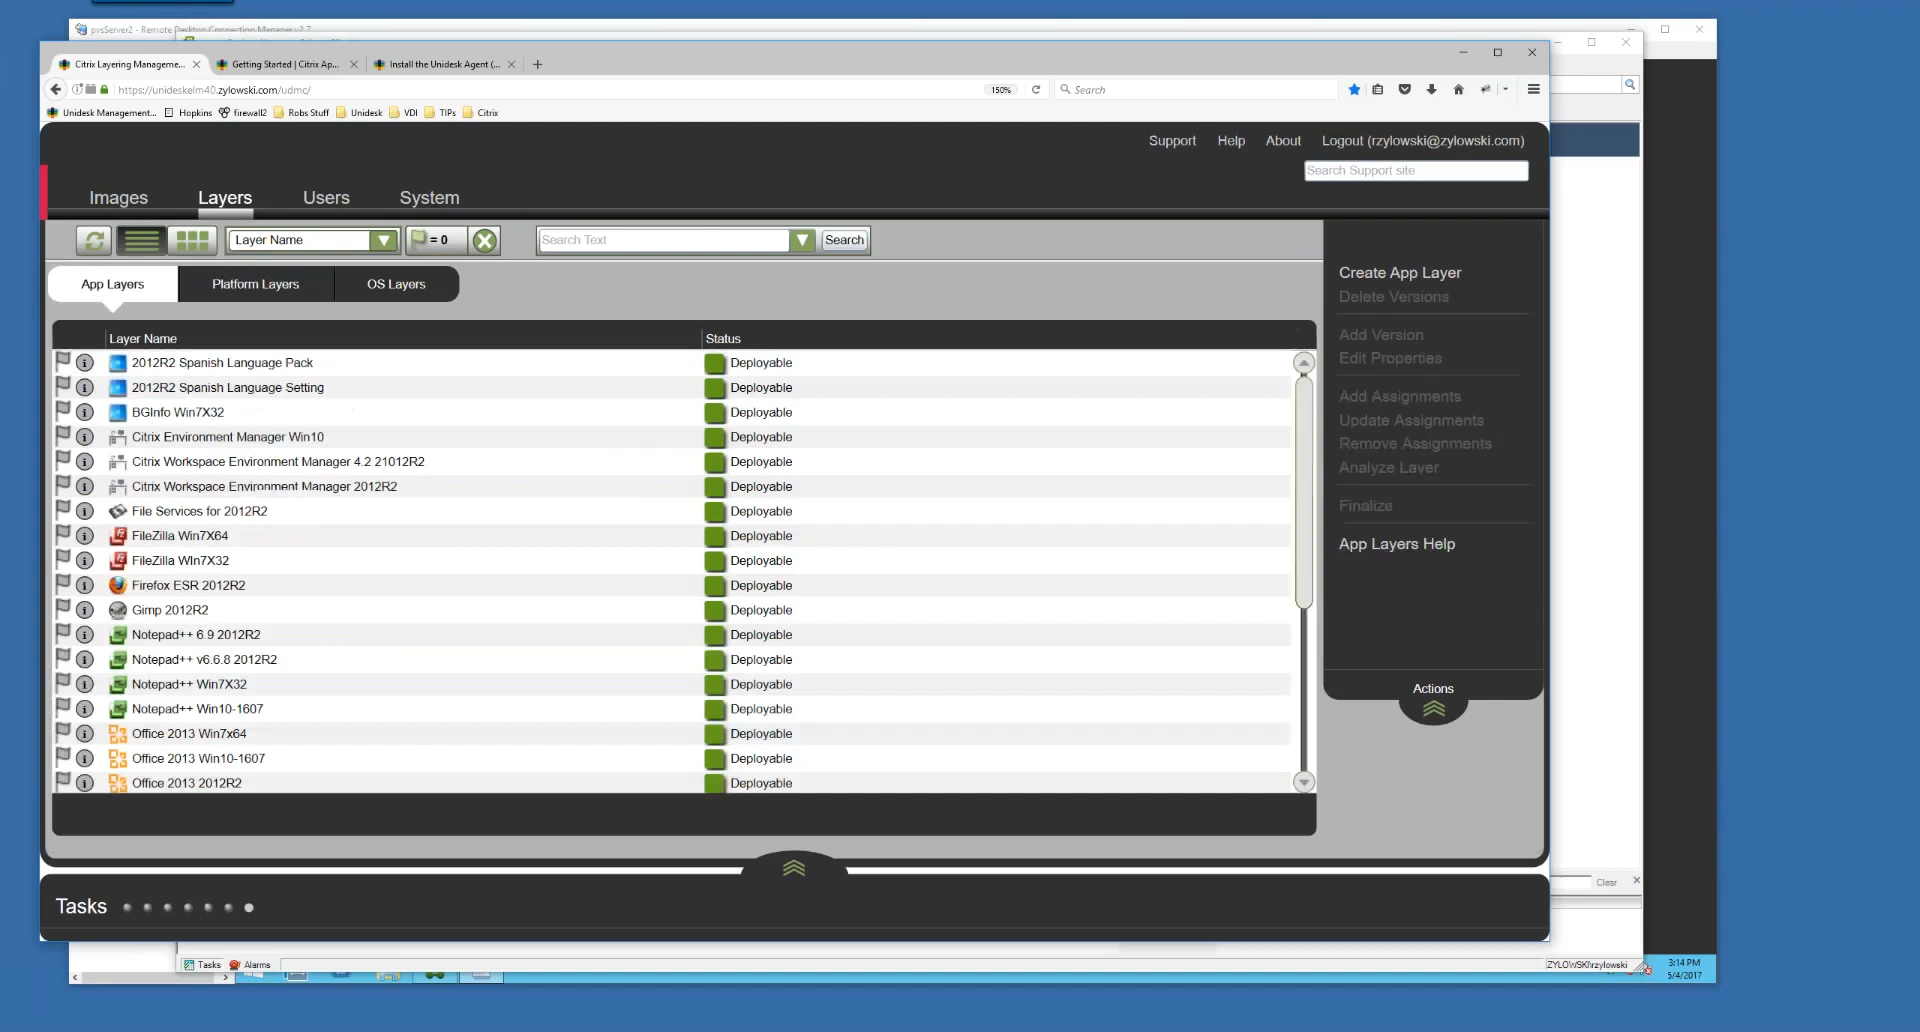 pvsServer2 - Remote Desktop Connection Manager v2.7
Citrix Layering Manageme...
Getting Started | Citrix Ap...
Install the Unidesk Agent (...
https://unideskelm40.zylowski.com/udmc/
150%
Search
Unidesk Management...
Hopkins
firewall2
Robs Stuff
Unidesk
VDI
TIPs
Citrix
Support
Help
About
Logout (rzylowski@zylowski.com)
Search Support site
Images
Layers
Users
System
Layer Name
= 0
Search Text
Search
App Layers
Platform Layers
OS Layers
Layer Name
Status
2012R2 Spanish Language Pack
Deployable
2012R2 Spanish Language Setting
Deployable
BGInfo Win7X32
Deployable
Citrix Environment Manager Win10
Deployable
Citrix Workspace Environment Manager 4.2 21012R2
Deployable
Citrix Workspace Environment Manager 2012R2
Deployable
File Services for 2012R2
Deployable
FileZilla Win7X64
Deployable
FileZilla WIn7X32
Deployable
Firefox ESR 2012R2
Deployable
Gimp 2012R2
Deployable
Notepad++ 6.9 2012R2
Deployable
Notepad++ v6.6.8 2012R2
Deployable
Notepad++ Win7X32
Deployable
Notepad++ Win10-1607
Deployable
Office 2013 Win7x64
Deployable
Office 2013 Win10-1607
Deployable
Office 2013 2012R2
Deployable
Create App Layer
Delete Versions
Add Version
Edit Properties
Add Assignments
Update Assignments
Remove Assignments
Analyze Layer
Finalize
App Layers Help
Actions
Clear
Tasks
Tasks
Alarms
ZYLOWSKI\rzylowski
3:14 PM
5/4/2017